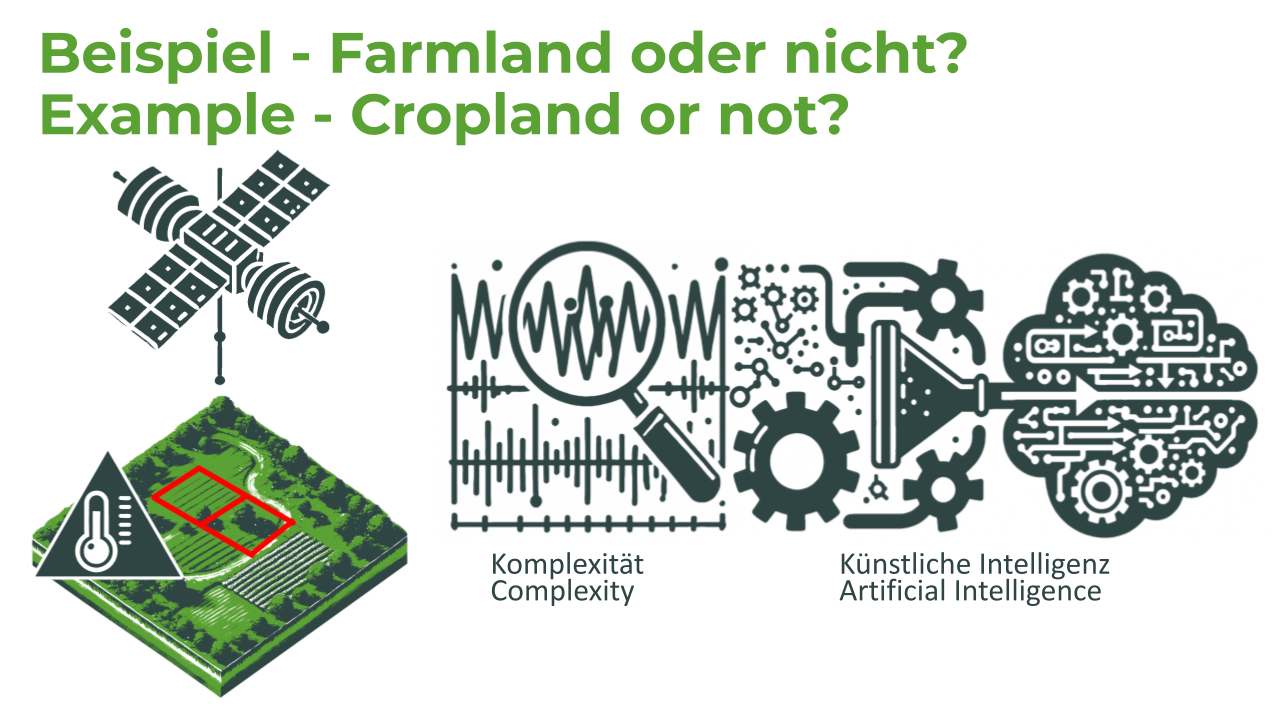 Beispiel - Farmland oder nicht?
Example - Cropland or not?
Komplexität
Complexity
Künstliche Intelligenz
Artificial Intelligence